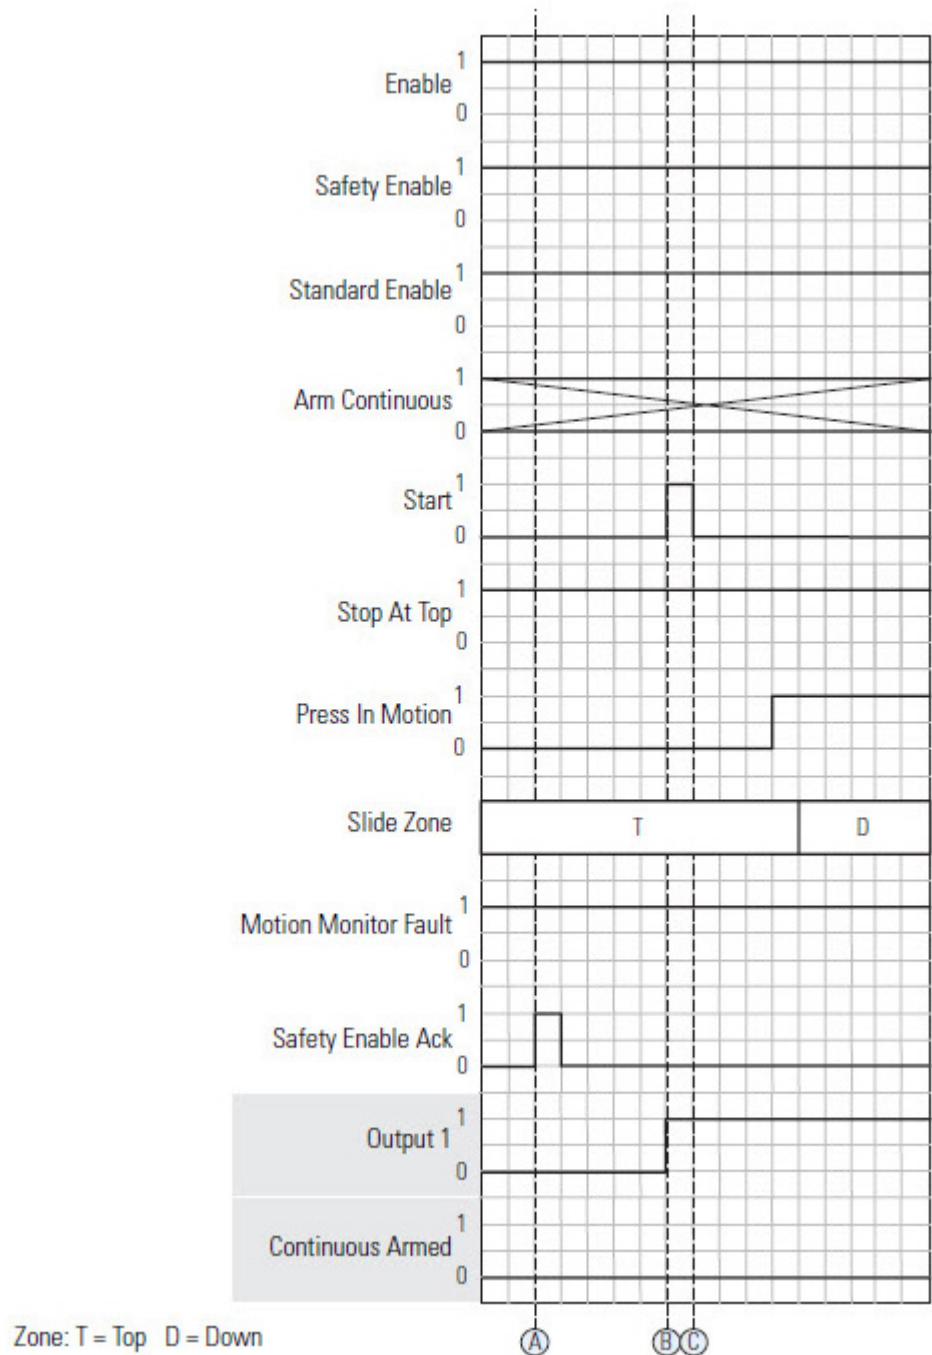 1
Enable
0
1
Safety Enable
0
1
Standard Enable
0
1
Arm Continuous
0
1
Start
0
1
Stop At Top
0
1
Press In Motion
0
Slide Zone T D
1
Motion Monitor Fault
0
1
Safety Enable Ack
0
1
Output 1
0
1
Continuous Armed
0
Zone: T = Top D = Down A B C